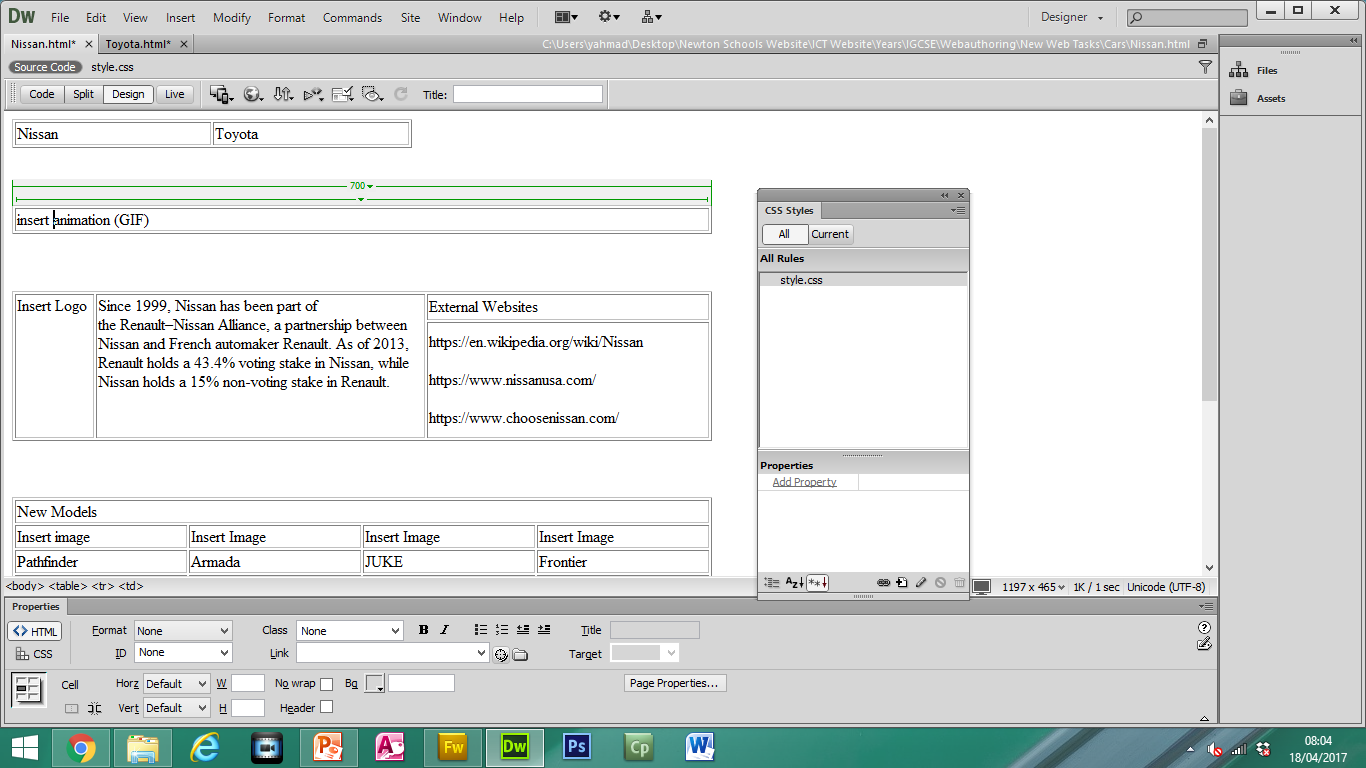 Dw File Edit View Insert Modify Format Commands Site Window Help Designer
Nissan.html* Toyota.html* C:\Users\yahmad\Desktop\Newton Schools Website\ICT Website\Years\IGCSE\Webauthoring\New Web Tasks\Cars\Nissan.html
Source Code style.css
Code Split Design Live Title:
Files
Assets
Nissan Toyota
700
insert animation (GIF)
Insert Logo
Since 1999, Nissan has been part of
the Renault–Nissan Alliance, a partnership between
Nissan and French automaker Renault. As of 2013,
Renault holds a 43.4% voting stake in Nissan, while
Nissan holds a 15% non-voting stake in Renault.
External Websites
https://en.wikipedia.org/wiki/Nissan
https://www.nissanusa.com/
https://www.choosenissan.com/
New Models
Insert image Insert Image Insert Image Insert Image
Pathfinder Armada JUKE Frontier
CSS Styles
All Current
All Rules
style.css
Properties
Add Property
<body> <table> <tr> <td> 1197 x 465 1K / 1 sec Unicode (UTF-8)
Properties
HTML Format None Class None B I Title
CSS ID None Link Target
Cell Horz Default W No wrap Bg Page Properties...
Vert Default H Header
Fw Dw Ps Cp
08:04
18/04/2017